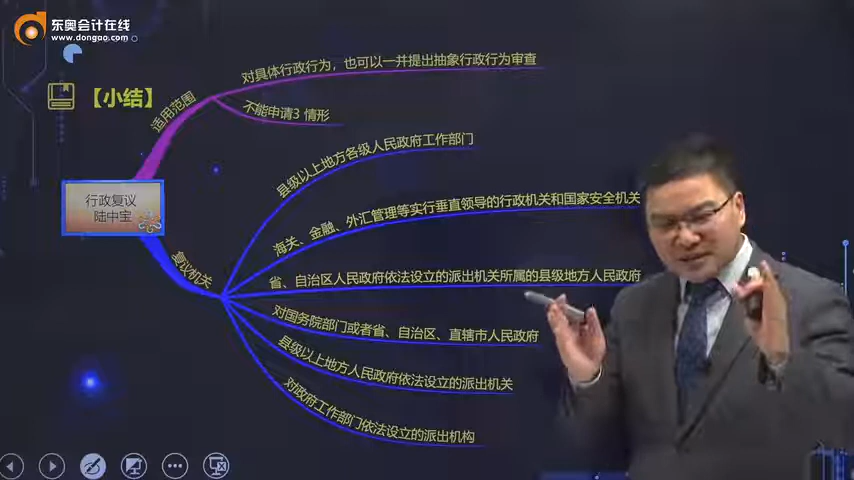 东奥会计在线
www.dongao.com
【小结】
对具体行政行为，也可以一并提出抽象行政行为审查
适用范围
不能申请3 情形
行政复议
陆中宝
县级以上地方各级人民政府工作部门
海关、金融、外汇管理等实行垂直领导的行政机关和国家安全机关
复议机关
省、自治区人民政府依法设立的派出机关所属的县级地方人民政府
对国务院部门或者省、自治区、直辖市人民政府
县级以上地方人民政府依法设立的派出机关
对政府工作部门依法设立的派出机构